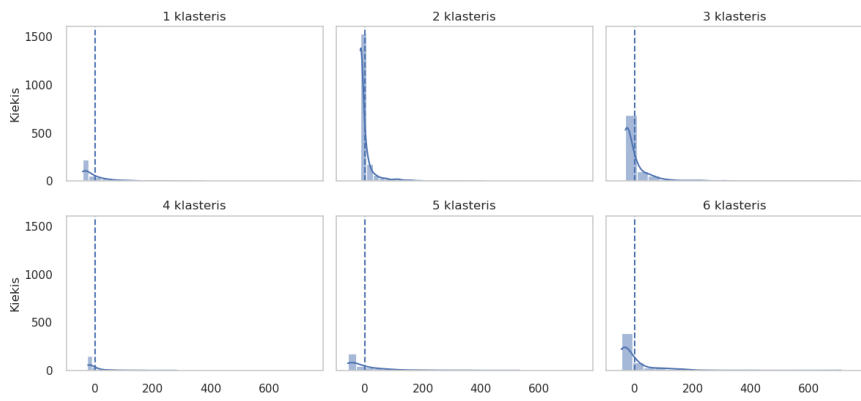 1 klasteris
2 klasteris
3 klasteris
1500
1000
500
0
Kiekis
4 klasteris
5 klasteris
6 klasteris
1500
1000
500
0
Kiekis
0 200 400 600
0 200 400 600
0 200 400 600